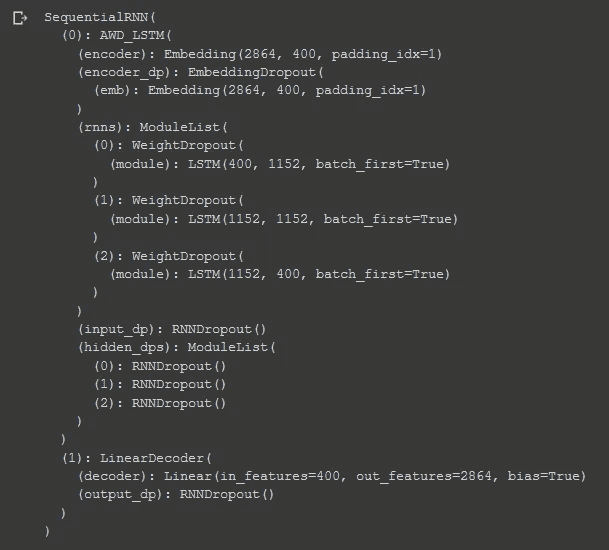 SequentialRNN(
  (0): AWD_LSTM(
    (encoder): Embedding(2864, 400, padding_idx=1)
    (encoder_dp): EmbeddingDropout(
      (emb): Embedding(2864, 400, padding_idx=1)
    )
    (rnns): ModuleList(
      (0): WeightDropout(
        (module): LSTM(400, 1152, batch_first=True)
      )
      (1): WeightDropout(
        (module): LSTM(1152, 1152, batch_first=True)
      )
      (2): WeightDropout(
        (module): LSTM(1152, 400, batch_first=True)
      )
    )
    (input_dp): RNNDropout()
    (hidden_dps): ModuleList(
      (0): RNNDropout()
      (1): RNNDropout()
      (2): RNNDropout()
    )
  )
  (1): LinearDecoder(
    (decoder): Linear(in_features=400, out_features=2864, bias=True)
    (output_dp): RNNDropout()
  )
)